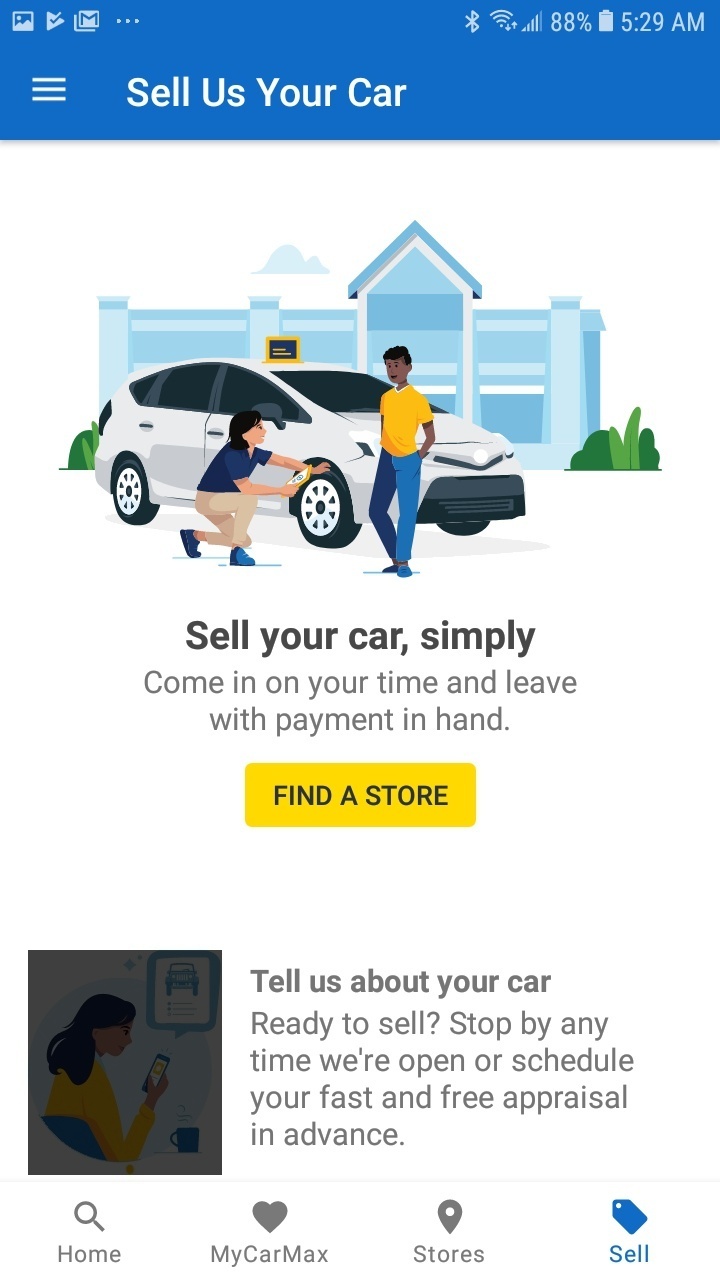 88% 5:29 AM
Sell Us Your Car
Sell your car, simply
Come in on your time and leave
with payment in hand.
FIND A STORE
Tell us about your car
Ready to sell? Stop by any
time we're open or schedule
your fast and free appraisal
in advance.
Home MyCarMax Stores Sell